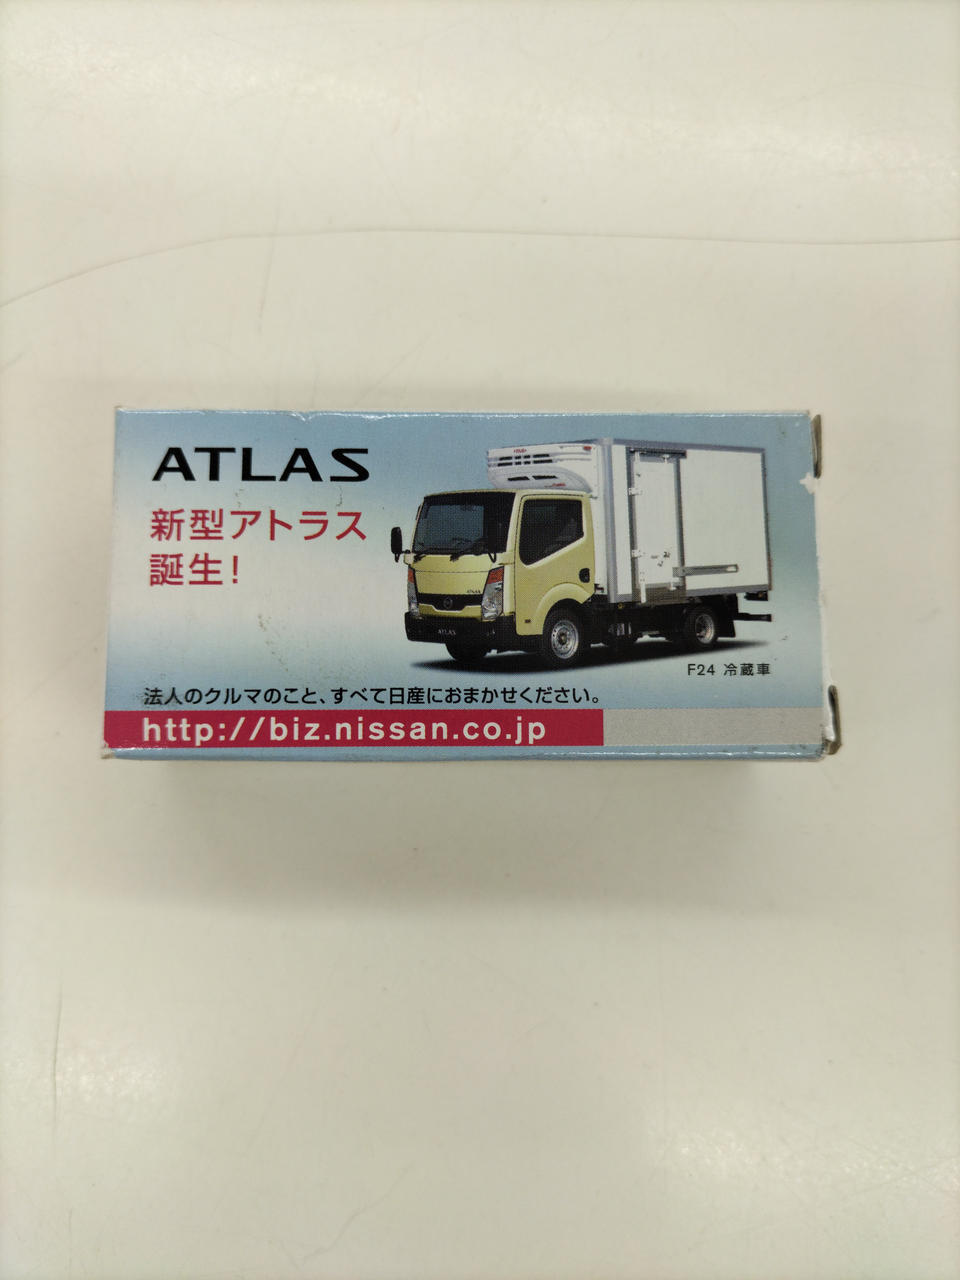 ATLAS
新型アトラス
誕生!
ATLAS
F24 冷蔵車
法人のクルマのこと、すべて日産におまかせください。
http://biz.nissan.co.jp